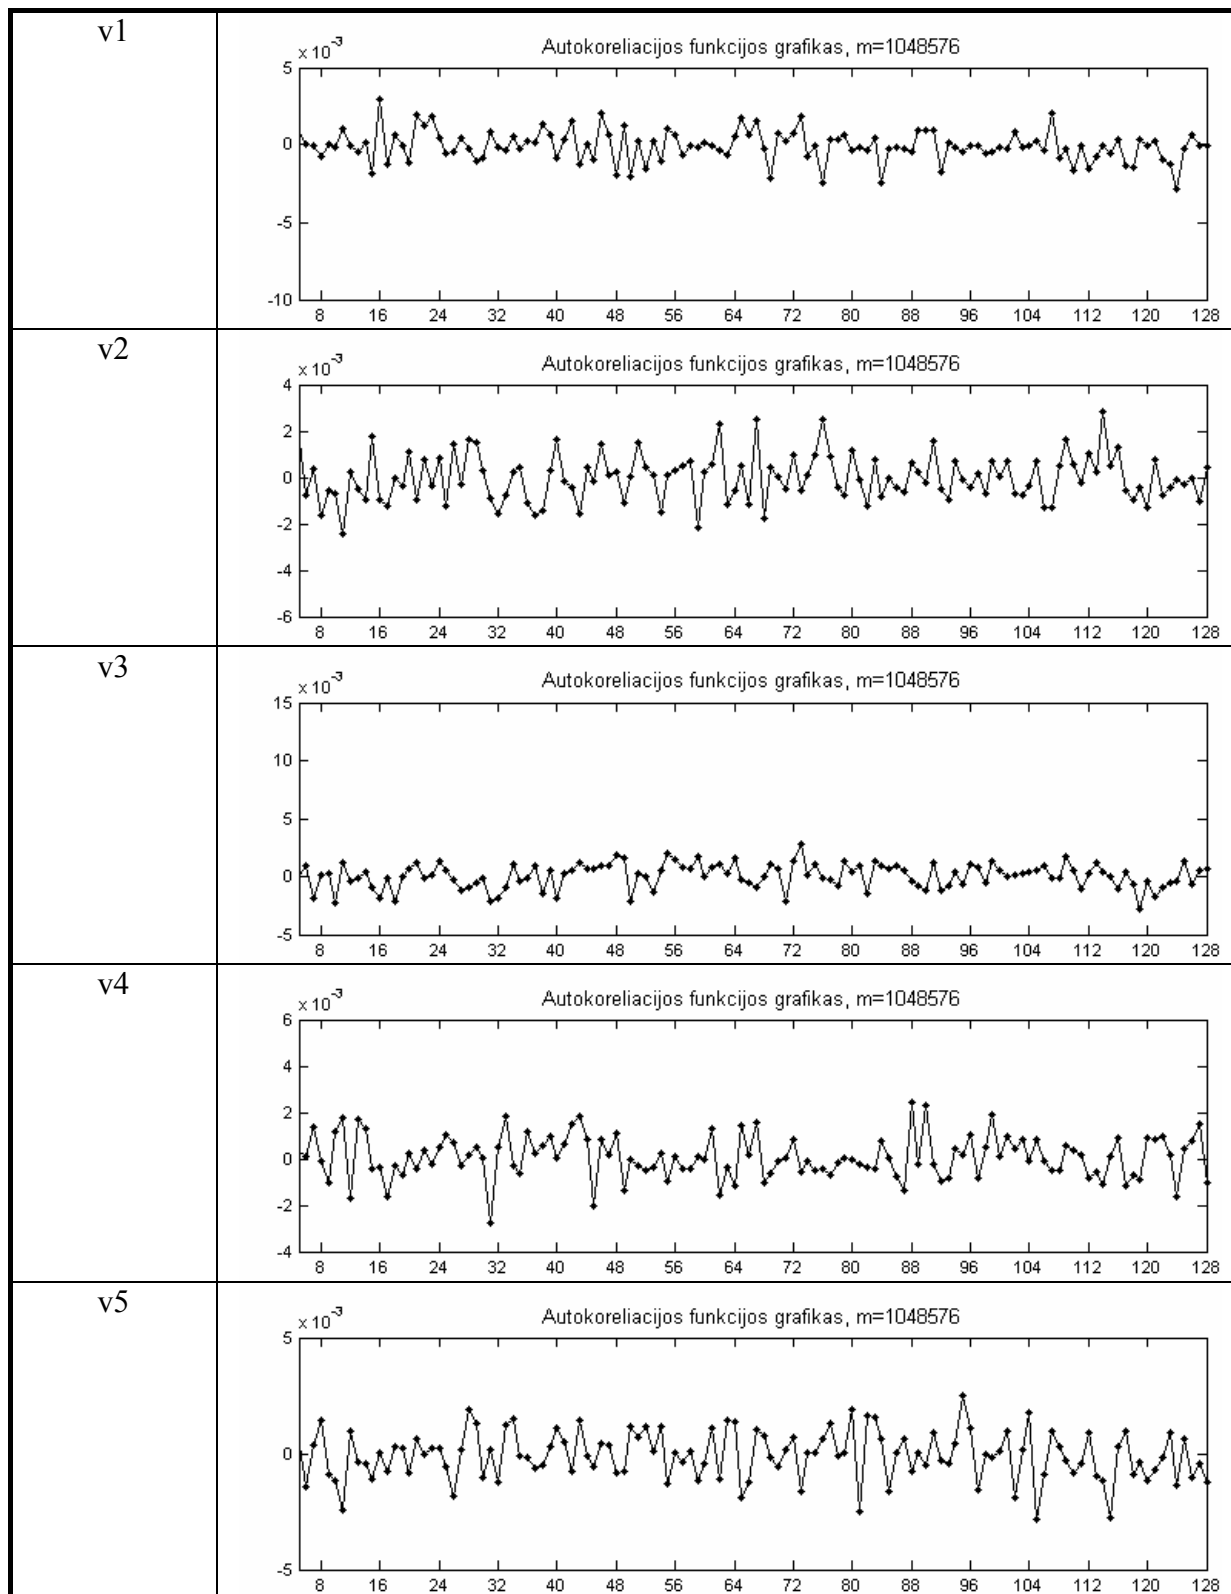 v1
Autokoreliacijos funkcijos grafikas, m=1048576
x 10⁻³
5
0
-5
-10
8 16 24 32 40 48 56 64 72 80 88 96 104 112 120 128
v2
Autokoreliacijos funkcijos grafikas, m=1048576
x 10⁻³
4
2
0
-2
-4
-6
8 16 24 32 40 48 56 64 72 80 88 96 104 112 120 128
v3
Autokoreliacijos funkcijos grafikas, m=1048576
x 10⁻³
15
10
5
0
-5
8 16 24 32 40 48 56 64 72 80 88 96 104 112 120 128
v4
Autokoreliacijos funkcijos grafikas, m=1048576
x 10⁻³
6
4
2
0
-2
-4
8 16 24 32 40 48 56 64 72 80 88 96 104 112 120 128
v5
Autokoreliacijos funkcijos grafikas, m=1048576
x 10⁻³
5
0
-5
8 16 24 32 40 48 56 64 72 80 88 96 104 112 120 128